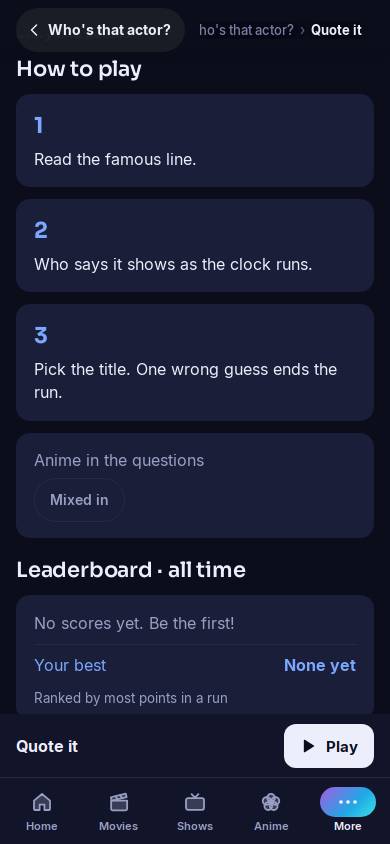 Who's that actor?
ho's that actor? › Quote it
How to play
1
Read the famous line.
2
Who says it shows as the clock runs.
3
Pick the title. One wrong guess ends the
run.
Anime in the questions
Mixed in
Leaderboard · all time
No scores yet. Be the first!
Your best None yet
Ranked by most points in a run
Quote it
Play
Home Movies Shows Anime More